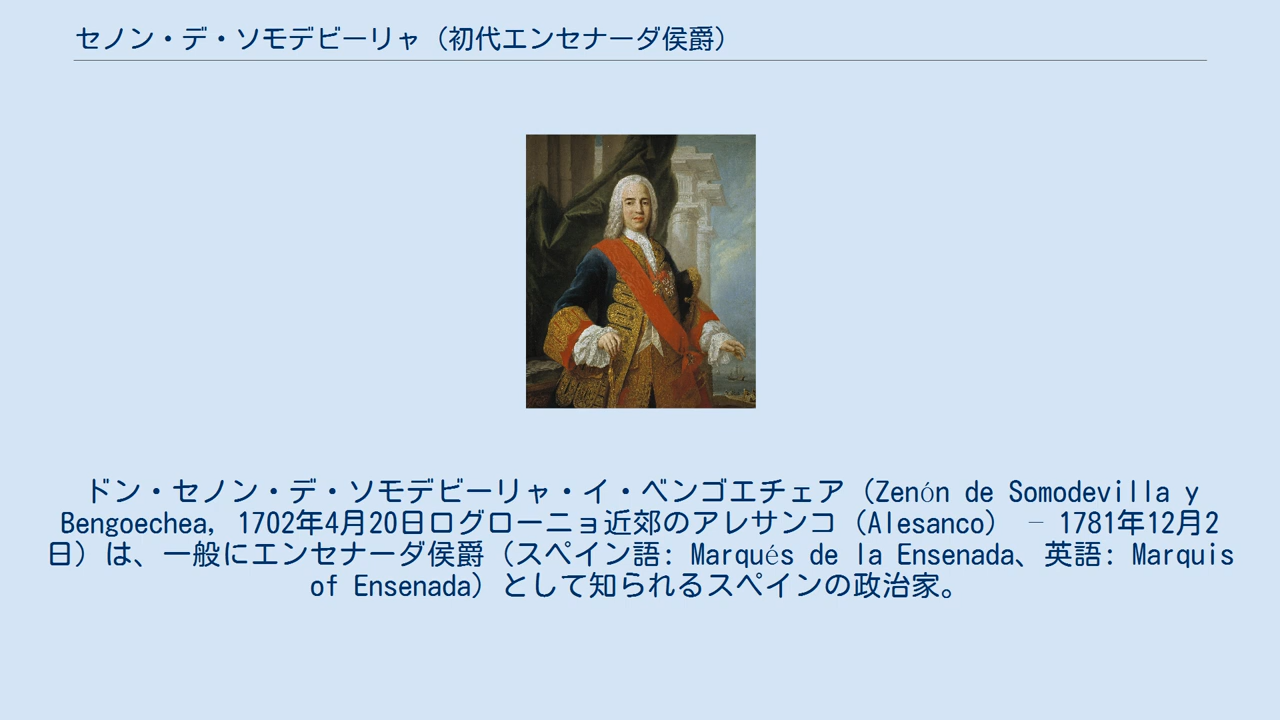 セノン・デ・ソモデビーリャ（初代エンセナーダ侯爵）
ドン・セノン・デ・ソモデビーリャ・イ・ベンゴエチェア（Zenón de Somodevilla y
Bengoechea, 1702年4月20日ログローニョ近郊のアレサンコ（Alesanco） – 1781年12月2
日）は、一般にエンセナーダ侯爵（スペイン語: Marqués de la Ensenada、英語: Marquis
of Ensenada）として知られるスペインの政治家。